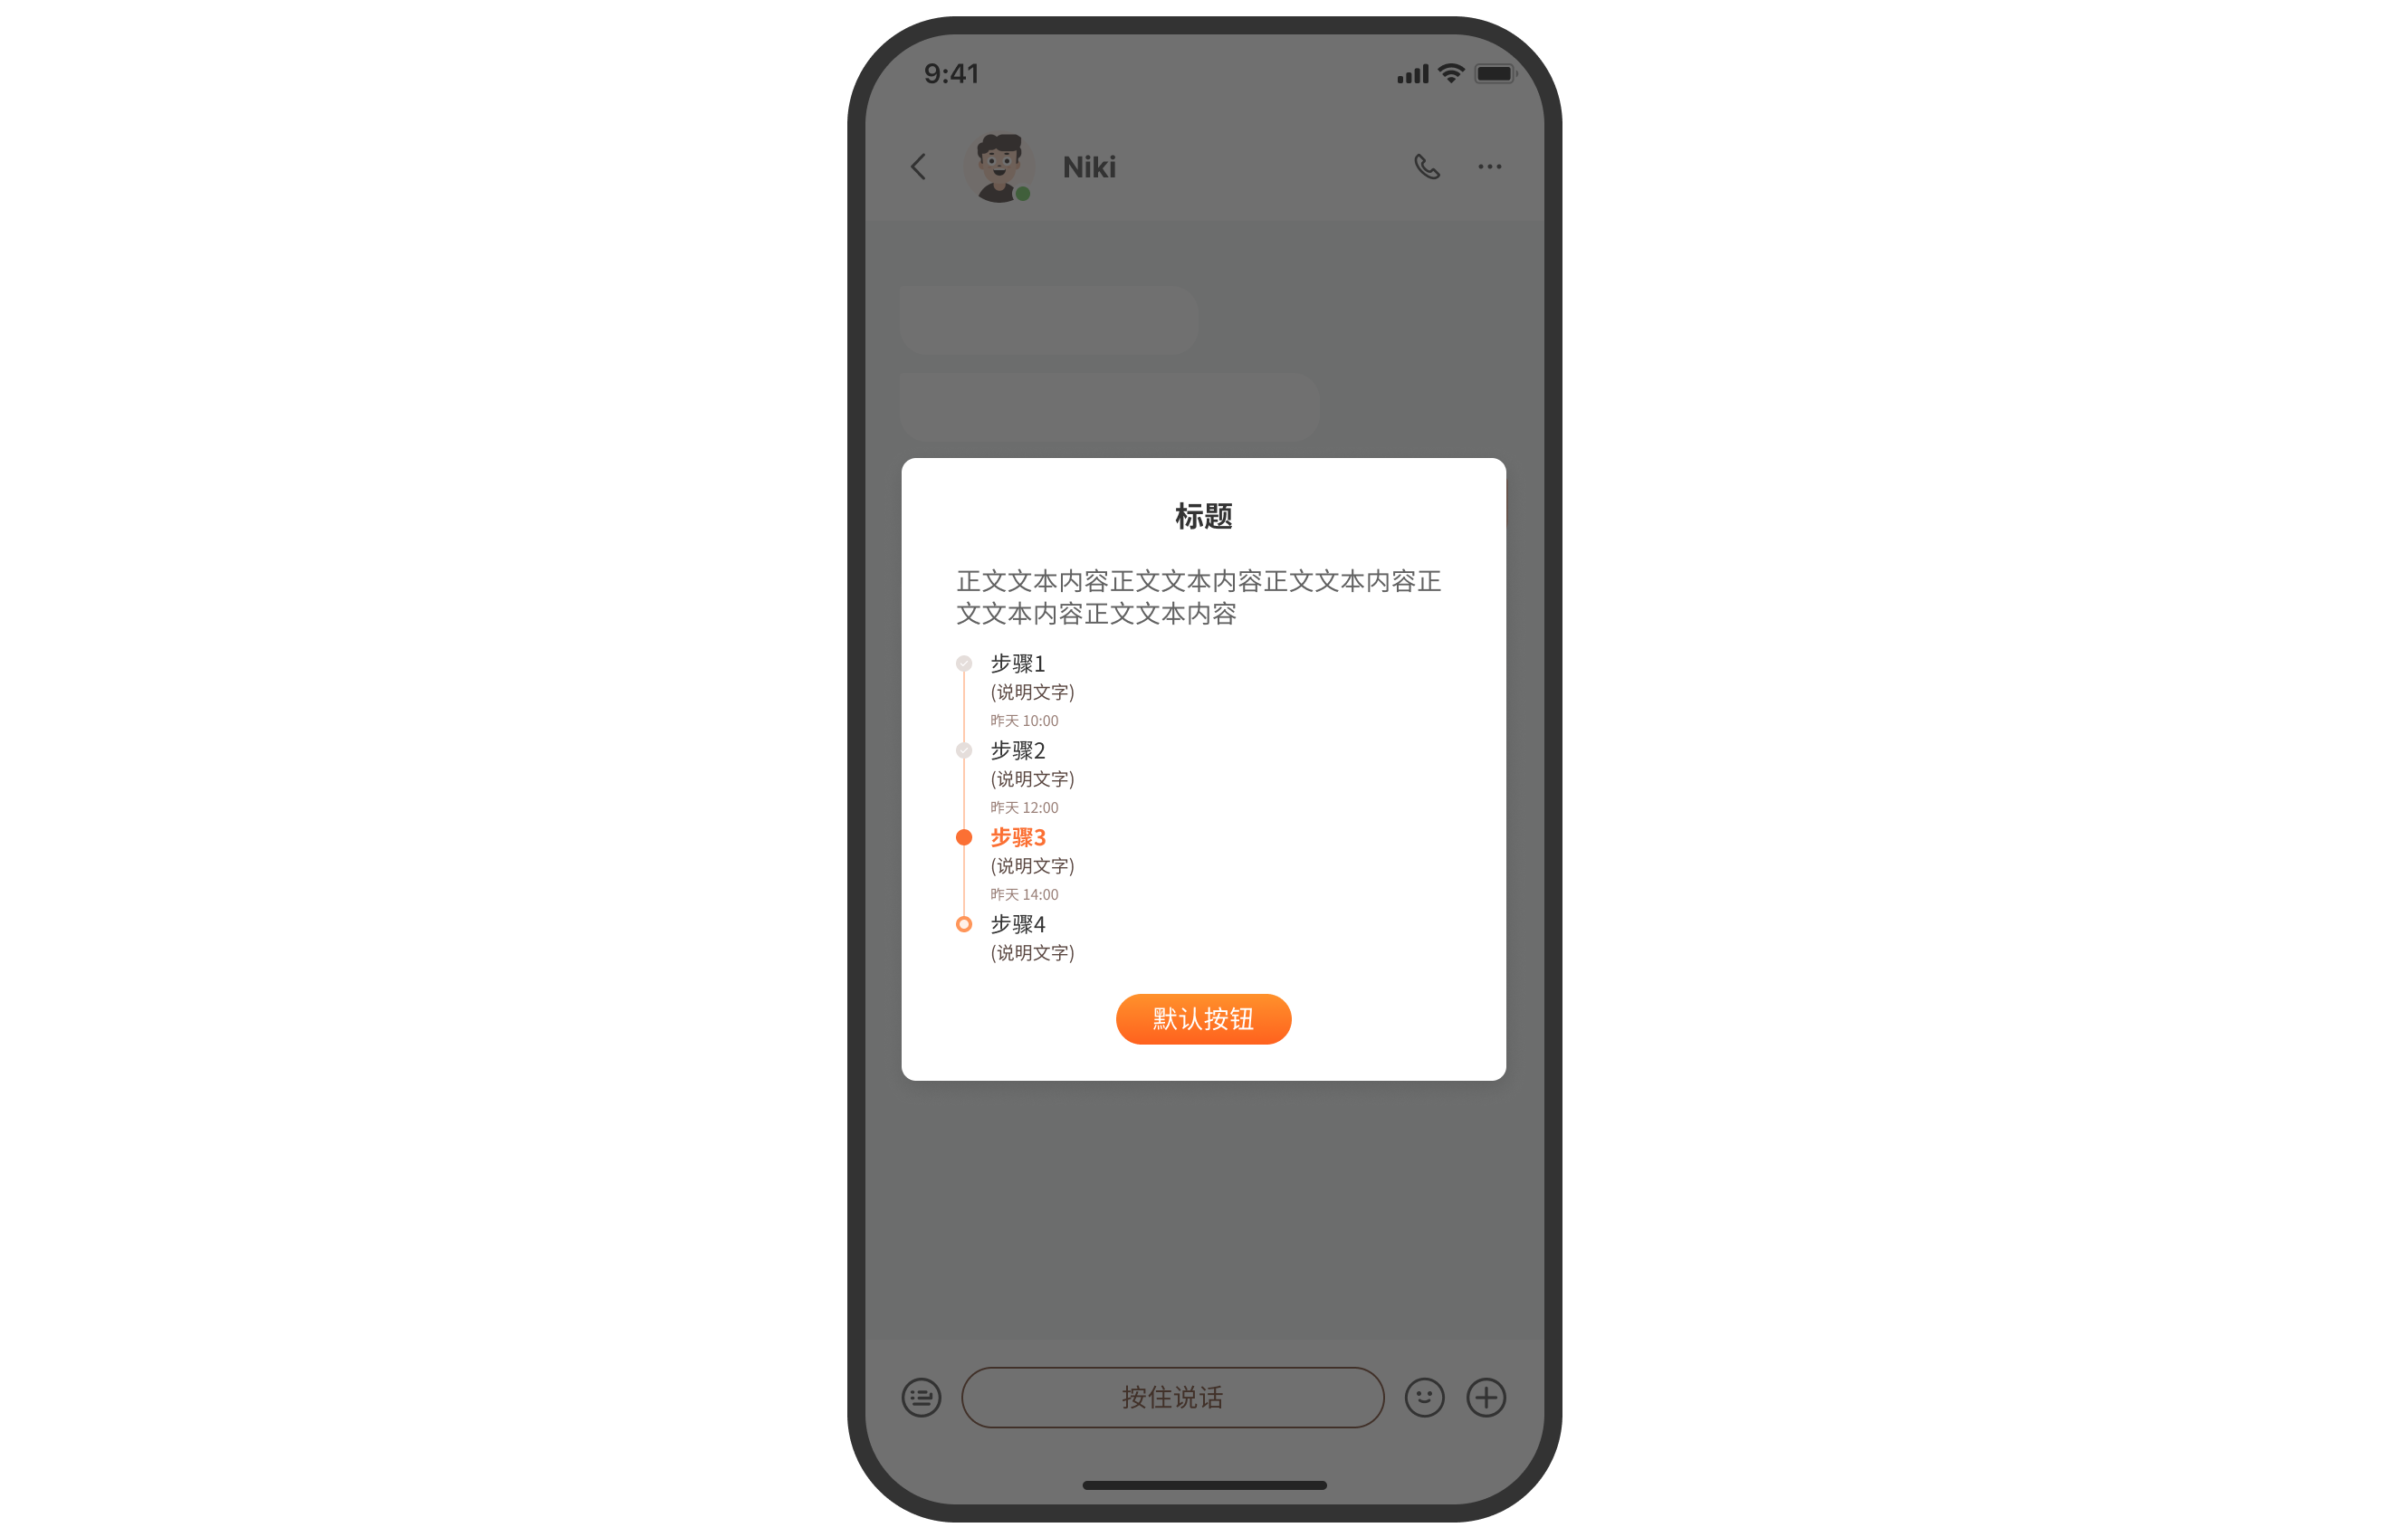 9:41
Niki
标题
正文文本内容正文文本内容正文文本内容正
文文本内容正文文本内容
步骤1
(说明文字)
昨天 10:00
步骤2
(说明文字)
昨天 12:00
步骤3
(说明文字)
昨天 14:00
步骤4
(说明文字)
默认按钮
按住说话